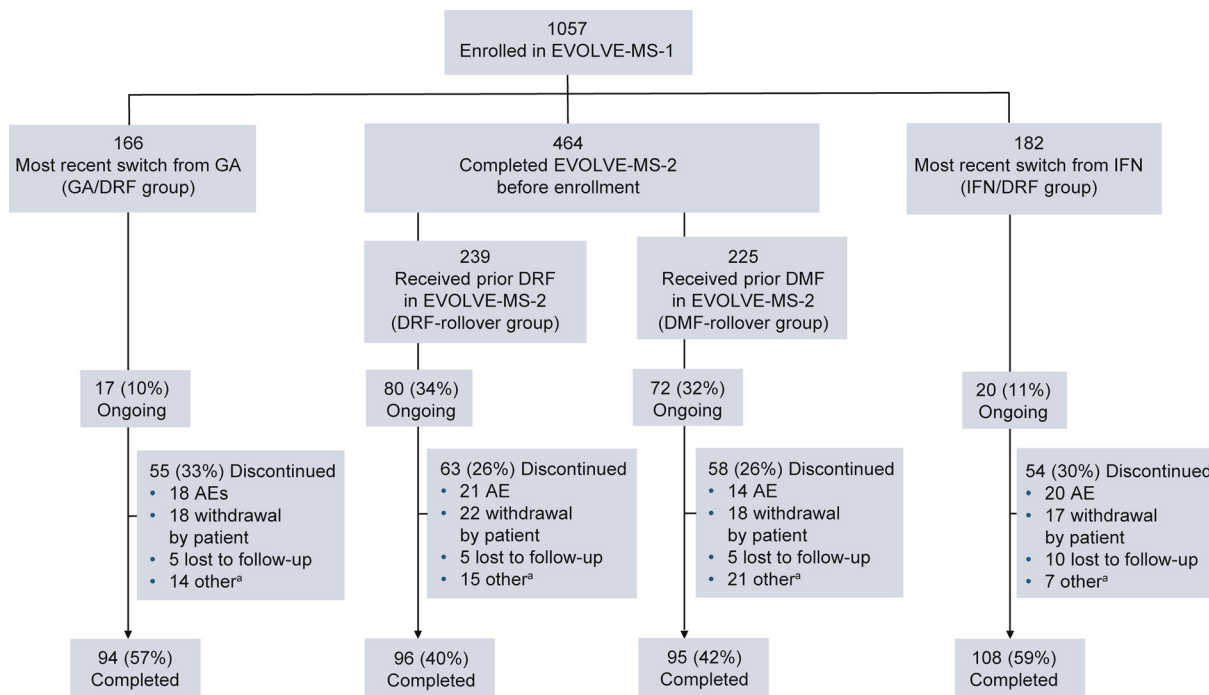 1057
Enrolled in EVOLVE-MS-1
166
Most recent switch from GA
(GA/DRF group)
464
Completed EVOLVE-MS-2
before enrollment
182
Most recent switch from IFN
(IFN/DRF group)
239
Received prior DRF
in EVOLVE-MS-2
(DRF-rollover group)
225
Received prior DMF
in EVOLVE-MS-2
(DMF-rollover group)
17 (10%)
Ongoing
80 (34%)
Ongoing
72 (32%)
Ongoing
20 (11%)
Ongoing
55 (33%) Discontinued
• 18 AEs
• 18 withdrawal
by patient
• 5 lost to follow-up
• 14 otherᵃ
63 (26%) Discontinued
• 21 AE
• 22 withdrawal
by patient
• 5 lost to follow-up
• 15 otherᵃ
58 (26%) Discontinued
• 14 AE
• 18 withdrawal
by patient
• 5 lost to follow-up
• 21 otherᵃ
54 (30%) Discontinued
• 20 AE
• 17 withdrawal
by patient
• 10 lost to follow-up
• 7 otherᵃ
94 (57%)
Completed
96 (40%)
Completed
95 (42%)
Completed
108 (59%)
Completed